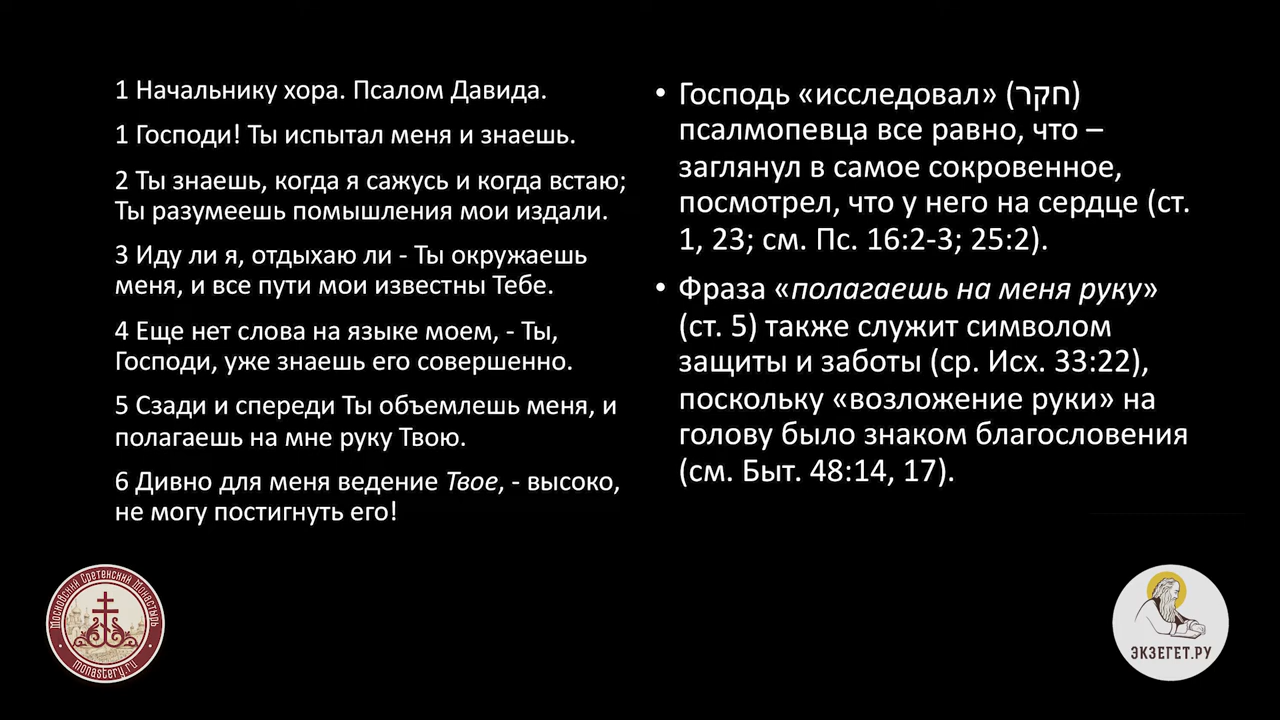 1 Начальнику хора. Псалом Давида.
1 Господи! Ты испытал меня и знаешь.
2 Ты знаешь, когда я сажусь и когда встаю;
Ты разумеешь помышления мои издали.
3 Иду ли я, отдыхаю ли - Ты окружаешь
меня, и все пути мои известны Тебе.
4 Еще нет слова на языке моем, - Ты,
Господи, уже знаешь его совершенно.
5 Сзади и спереди Ты объемлешь меня, и
полагаешь на мне руку Твою.
6 Дивно для меня ведение Твое, - высоко,
не могу постигнуть его!
• Господь «исследовал» (חקר)
псалмопевца все равно, что –
заглянул в самое сокровенное,
посмотрел, что у него на сердце (ст.
1, 23; см. Пс. 16:2-3; 25:2).
• Фраза «полагаешь на меня руку»
(ст. 5) также служит символом
защиты и заботы (ср. Исх. 33:22),
поскольку «возложение руки» на
голову было знаком благословения
(см. Быт. 48:14, 17).
Московский Сретенский Монастырь
monastery.ru
ЭКЗЕГЕТ.РУ